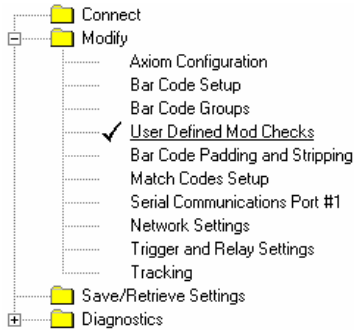 Connect
Modify
Axiom Configuration
Bar Code Setup
Bar Code Groups
User Defined Mod Checks
Bar Code Padding and Stripping
Match Codes Setup
Serial Communications Port #1
Network Settings
Trigger and Relay Settings
Tracking
Save/Retrieve Settings
Diagnostics